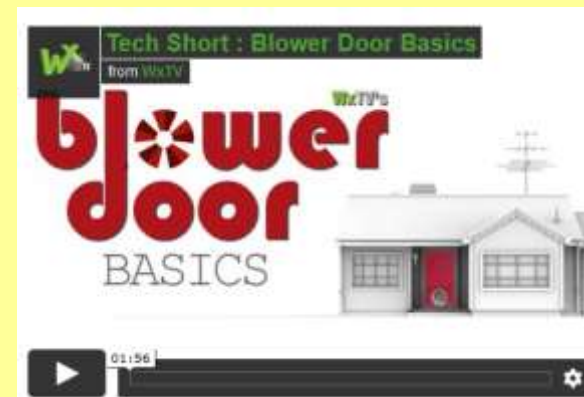 Tech Short : Blower Door Basics
from WxTV
WxTV's
blower
door
BASICS
01:56